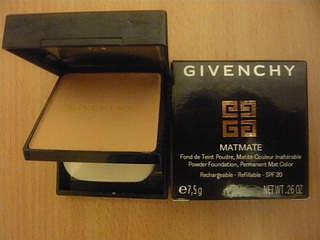 GIVENCHY
MATMATE
Fond de Teint Poudre, Matité Couleur Inaltérable
Powder Foundation, Permanent Mat Color
Rechargeable - Refillable - SPF 20
e 7,5g NET WT. .26 OZ